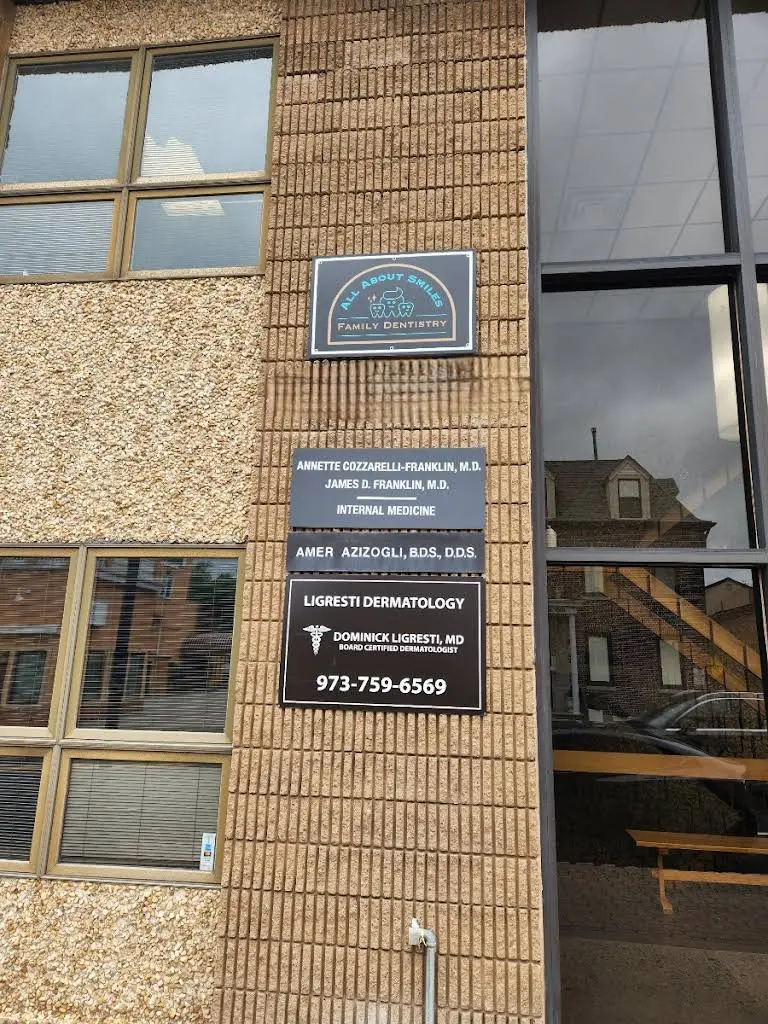 ALL ABOUT SMILES
FAMILY DENTISTRY
ANNETTE COZZARELLI-FRANKLIN, M.D.
JAMES D. FRANKLIN, M.D.
INTERNAL MEDICINE
AMER AZIZOGLI, B.D.S., D.D.S.
LIGRESTI DERMATOLOGY
DOMINICK LIGRESTI, MD
BOARD CERTIFIED DERMATOLOGIST
973-759-6569